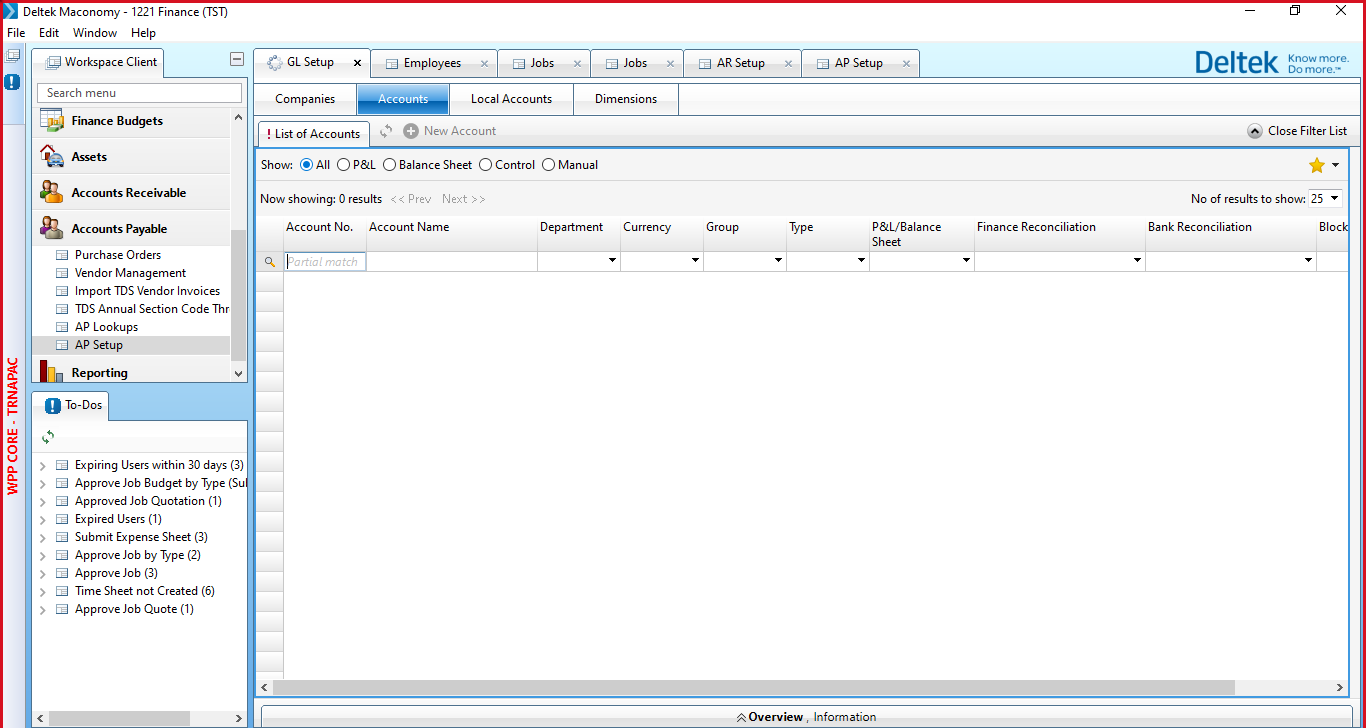 Deltek Maconomy - 1221 Finance (TST)
File Edit Window Help
Workspace Client
Search menu
Finance Budgets
Assets
Accounts Receivable
Accounts Payable
Purchase Orders
Vendor Management
Import TDS Vendor Invoices
TDS Annual Section Code Thr
AP Lookups
AP Setup
Reporting
WPP CORE - TRNAPAC
To-Dos
Expiring Users within 30 days (3)
Approve Job Budget by Type (Su
Approved Job Quotation (1)
Expired Users (1)
Submit Expense Sheet (3)
Approve Job by Type (2)
Approve Job (3)
Time Sheet not Created (6)
Approve Job Quote (1)
GL Setup Employees Jobs Jobs AR Setup AP Setup
Deltek Know more.
Do more.™
Companies Accounts Local Accounts Dimensions
! List of Accounts New Account Close Filter List
Show: All P&L Balance Sheet Control Manual
Now showing: 0 results << Prev Next >> No of results to show: 25
Account No. Account Name Department Currency Group Type P&L/Balance Sheet Finance Reconciliation Bank Reconciliation Block
Partial match
Overview , Information